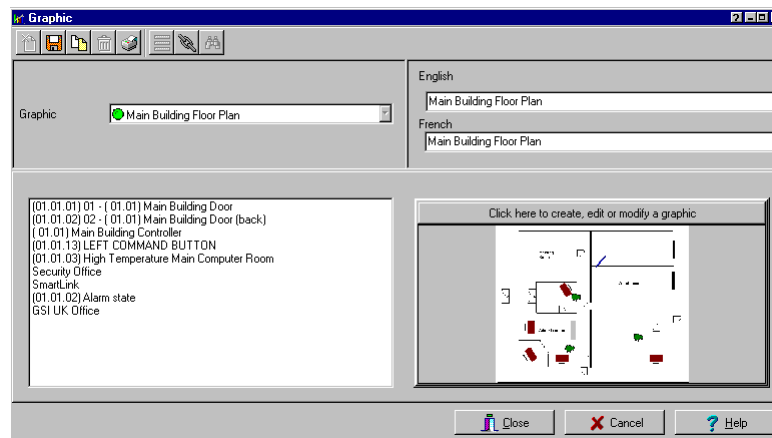 Graphic
English
Graphic
Main Building Floor Plan
Main Building Floor Plan
French
Main Building Floor Plan
(01.01.01) 01 - ( 01.01) Main Building Door
(01.01.02) 02 - ( 01.01) Main Building Door (back)
( 01.01) Main Building Controller
(01.01.13) LEFT COMMAND BUTTON
(01.01.03) High Temperature Main Computer Room
Security Office
SmartLink
(01.01.02) Alarm state
GSI UK Office
Click here to create, edit or modify a graphic
Close
Cancel
? Help